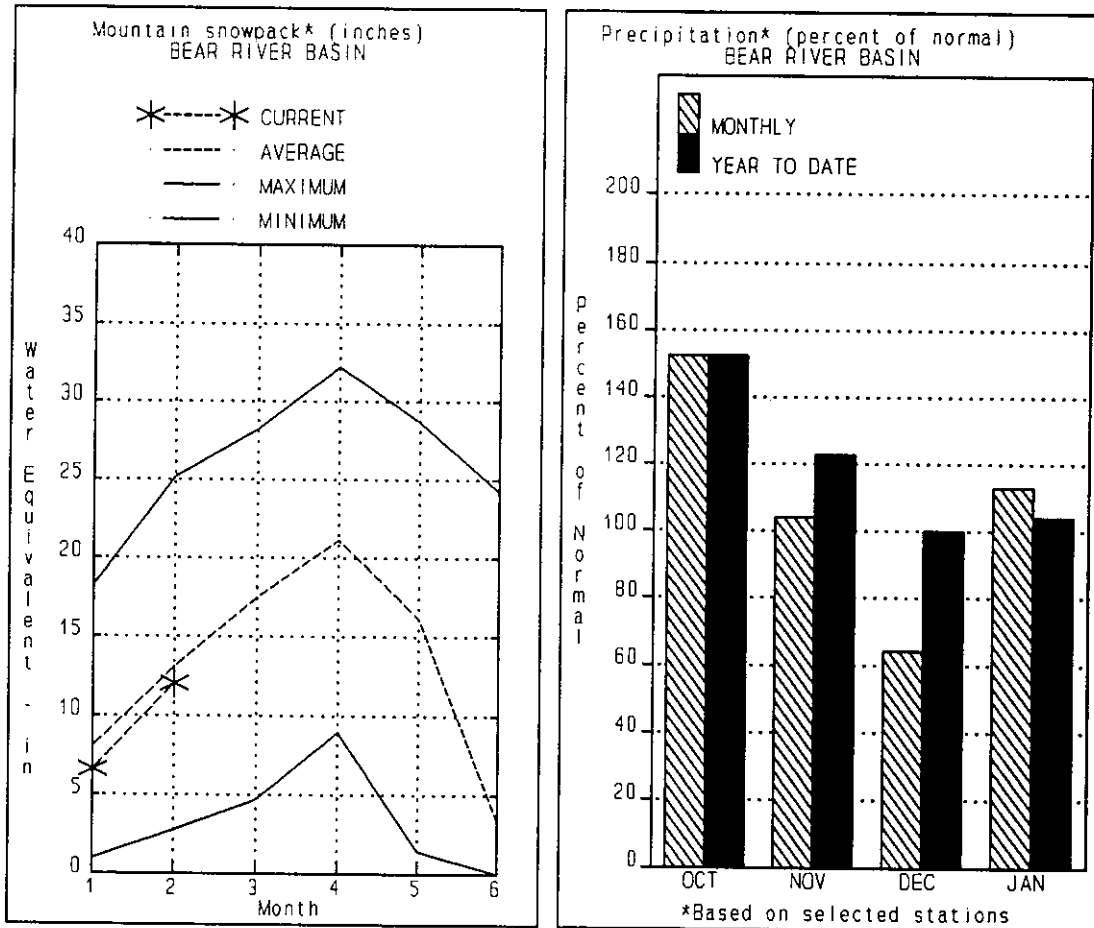 Mountain snowpack* (inches)
BEAR RIVER BASIN
CURRENT
AVERAGE
MAXIMUM
MINIMUM
40
35
30
25
20
15
10
5
0
Water Equivalent - in
1 2 3 4 5 6
Month
Precipitation* (percent of normal)
BEAR RIVER BASIN
MONTHLY
YEAR TO DATE
200
180
160
140
120
100
80
60
40
20
0
percent of Normal
OCT NOV DEC JAN
*Based on selected stations